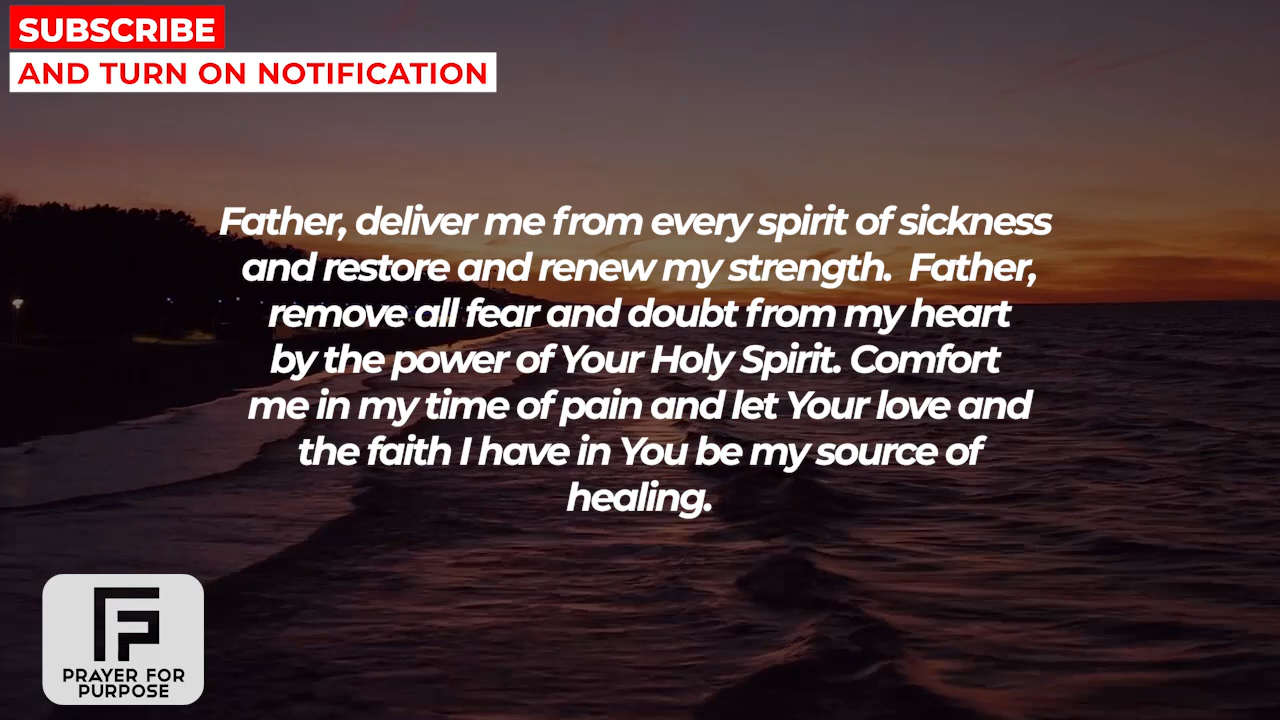 SUBSCRIBE
AND TURN ON NOTIFICATION
Father, deliver me from every spirit of sickness
and restore and renew my strength. Father,
remove all fear and doubt from my heart
by the power of Your Holy Spirit. Comfort
me in my time of pain and let Your love and
the faith I have in You be my source of
healing.
PRAYER FOR
PURPOSE